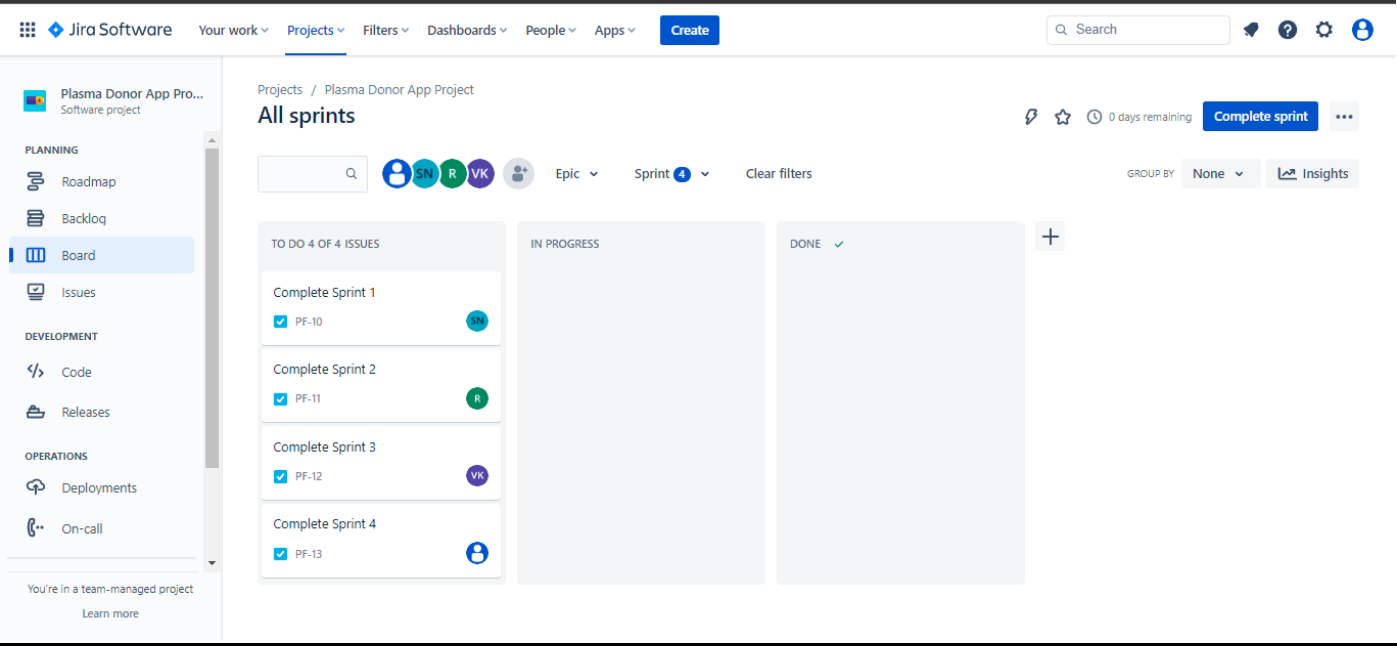 Jira Software Your work Projects Filters Dashboards People Apps Create Search
Plasma Donor App Pro...
Software project
PLANNING
Roadmap
Backlog
Board
Issues
DEVELOPMENT
Code
Releases
OPERATIONS
Deployments
On-call
You're in a team-managed project
Learn more
Projects / Plasma Donor App Project
All sprints
0 days remaining Complete sprint
SN R VK Epic Sprint 4 Clear filters GROUP BY None Insights
TO DO 4 OF 4 ISSUES
Complete Sprint 1
PF-10 SN
Complete Sprint 2
PF-11 R
Complete Sprint 3
PF-12 VK
Complete Sprint 4
PF-13
IN PROGRESS
DONE